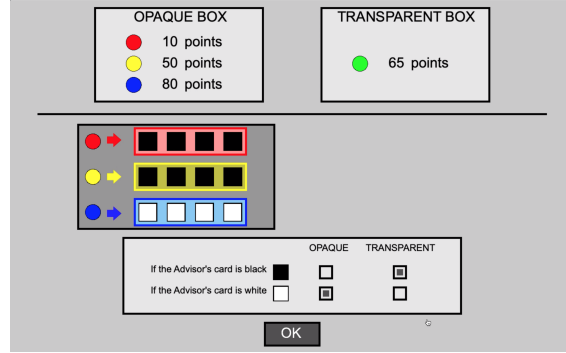 OPAQUE BOX
10 points
50 points
80 points
TRANSPARENT BOX
65 points
OPAQUE TRANSPARENT
If the Advisor's card is black
If the Advisor's card is white
OK